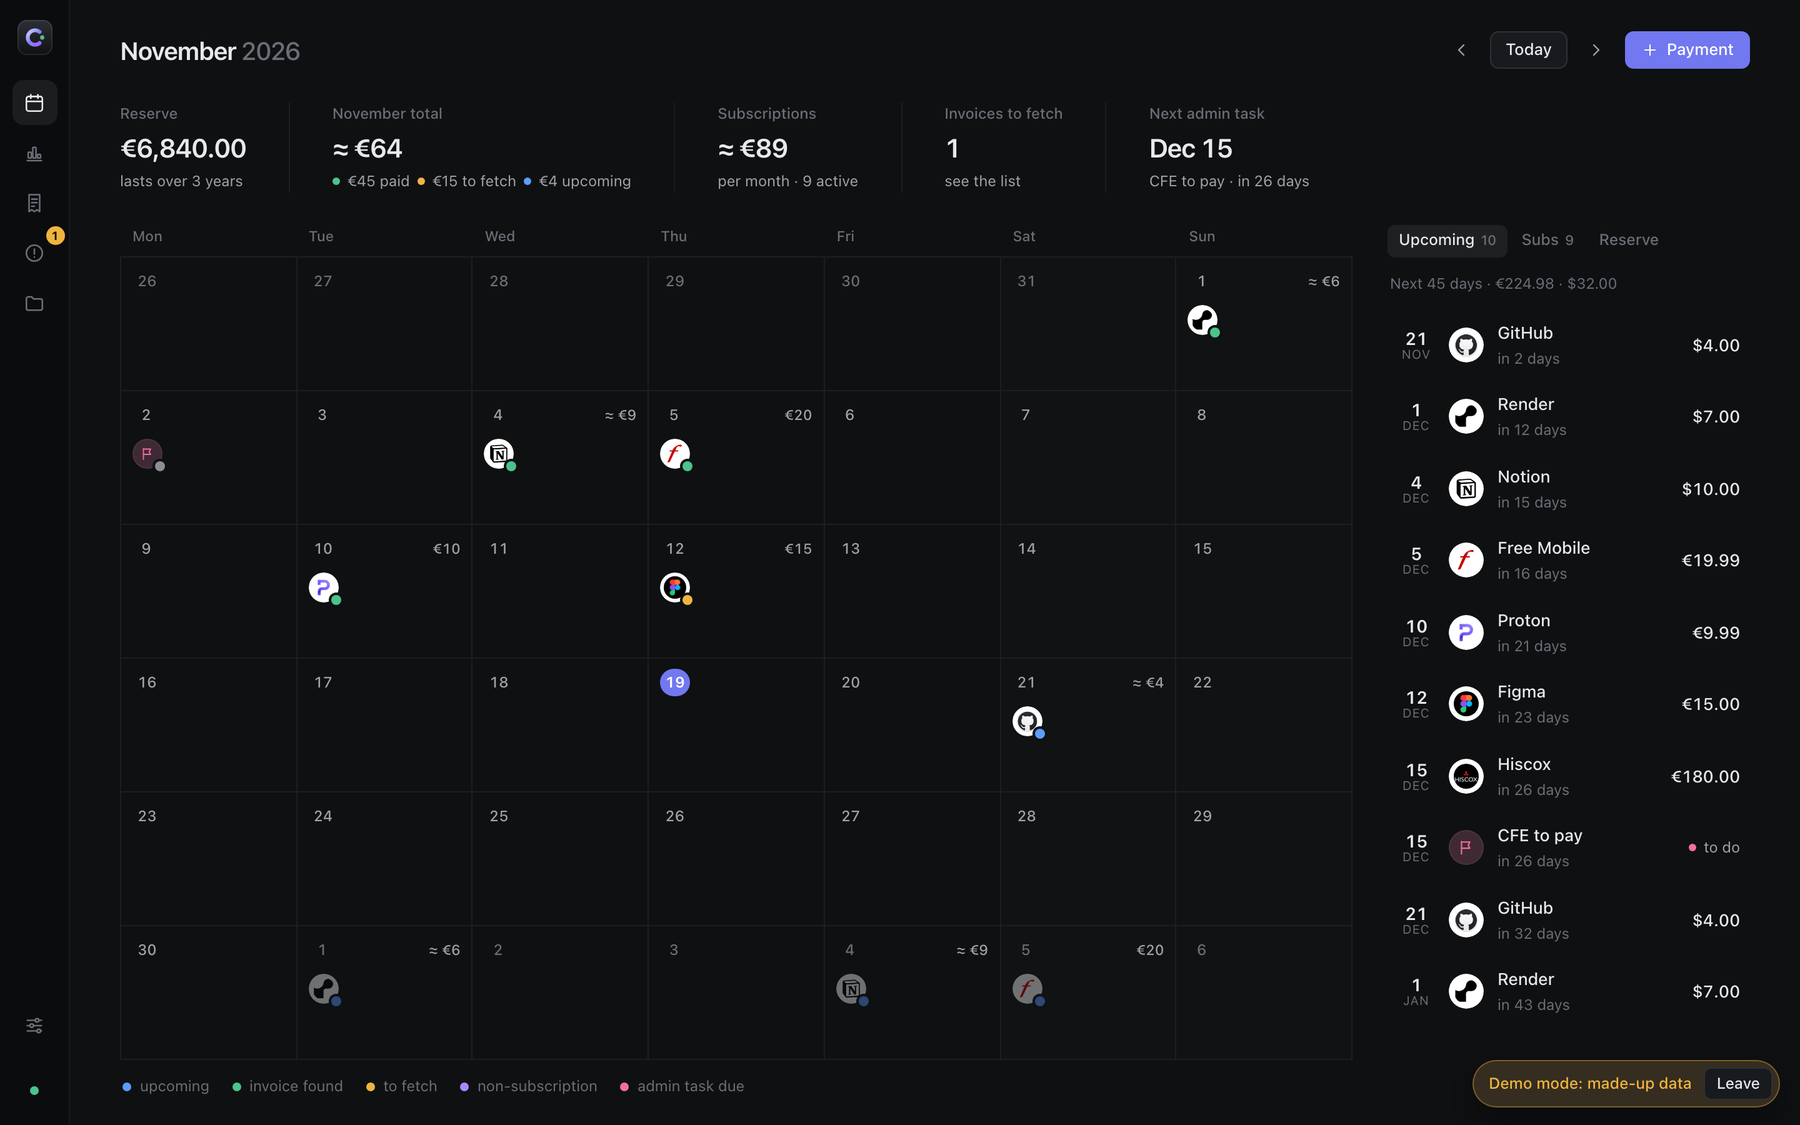 November 2026
Today
+ Payment
Reserve
€6,840.00
lasts over 3 years
November total
≈ €64
€45 paid €15 to fetch €4 upcoming
Subscriptions
≈ €89
per month · 9 active
Invoices to fetch
1
see the list
Next admin task
Dec 15
CFE to pay · in 26 days
1
Mon Tue Wed Thu Fri Sat Sun
26 27 28 29 30 31 1 ≈ €6
2 3 4 ≈ €9 5 €20 6 7 8
N
f
9 10 €10 11 12 €15 13 14 15
16 17 18 19 20 21 ≈ €4 22
23 24 25 26 27 28 29
30 1 ≈ €6 2 3 4 ≈ €9 5 €20 6
N
f
upcoming invoice found to fetch non-subscription admin task due
Upcoming 10 Subs 9 Reserve
Next 45 days · €224.98 · $32.00
21 NOV
GitHub
in 2 days
$4.00
1 DEC
Render
in 12 days
$7.00
4 DEC
N
Notion
in 15 days
$10.00
5 DEC
f
Free Mobile
in 16 days
€19.99
10 DEC
Proton
in 21 days
€9.99
12 DEC
Figma
in 23 days
€15.00
15 DEC
HISCOX
Hiscox
in 26 days
€180.00
15 DEC
CFE to pay
in 26 days
to do
21 DEC
GitHub
in 32 days
$4.00
1 JAN
Render
in 43 days
$7.00
Demo mode: made-up data
Leave